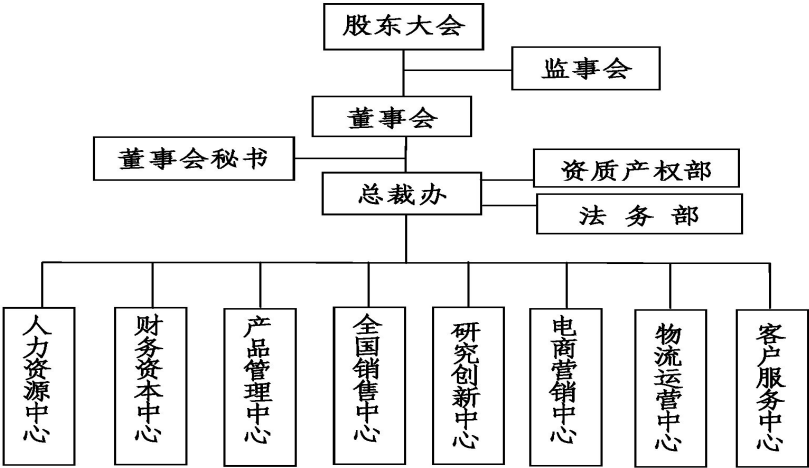 股东大会
监事会
董事会
董事会秘书
总裁办
资质产权部
法务部
人力资源中心
财务资本中心
产品管理中心
全国销售中心
研究创新中心
电商营销中心
物流运营中心
客户服务中心